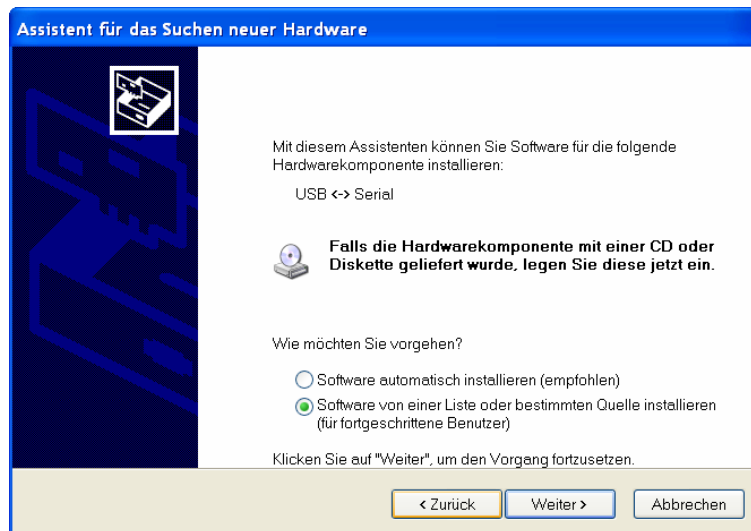 Assistent für das Suchen neuer Hardware
Mit diesem Assistenten können Sie Software für die folgende
Hardwarekomponente installieren:
USB <-> Serial
Falls die Hardwarekomponente mit einer CD oder
Diskette geliefert wurde, legen Sie diese jetzt ein.
Wie möchten Sie vorgehen?
Software automatisch installieren (empfohlen)
Software von einer Liste oder bestimmten Quelle installieren
(für fortgeschrittene Benutzer)
Klicken Sie auf "Weiter", um den Vorgang fortzusetzen.
< Zurück Weiter > Abbrechen